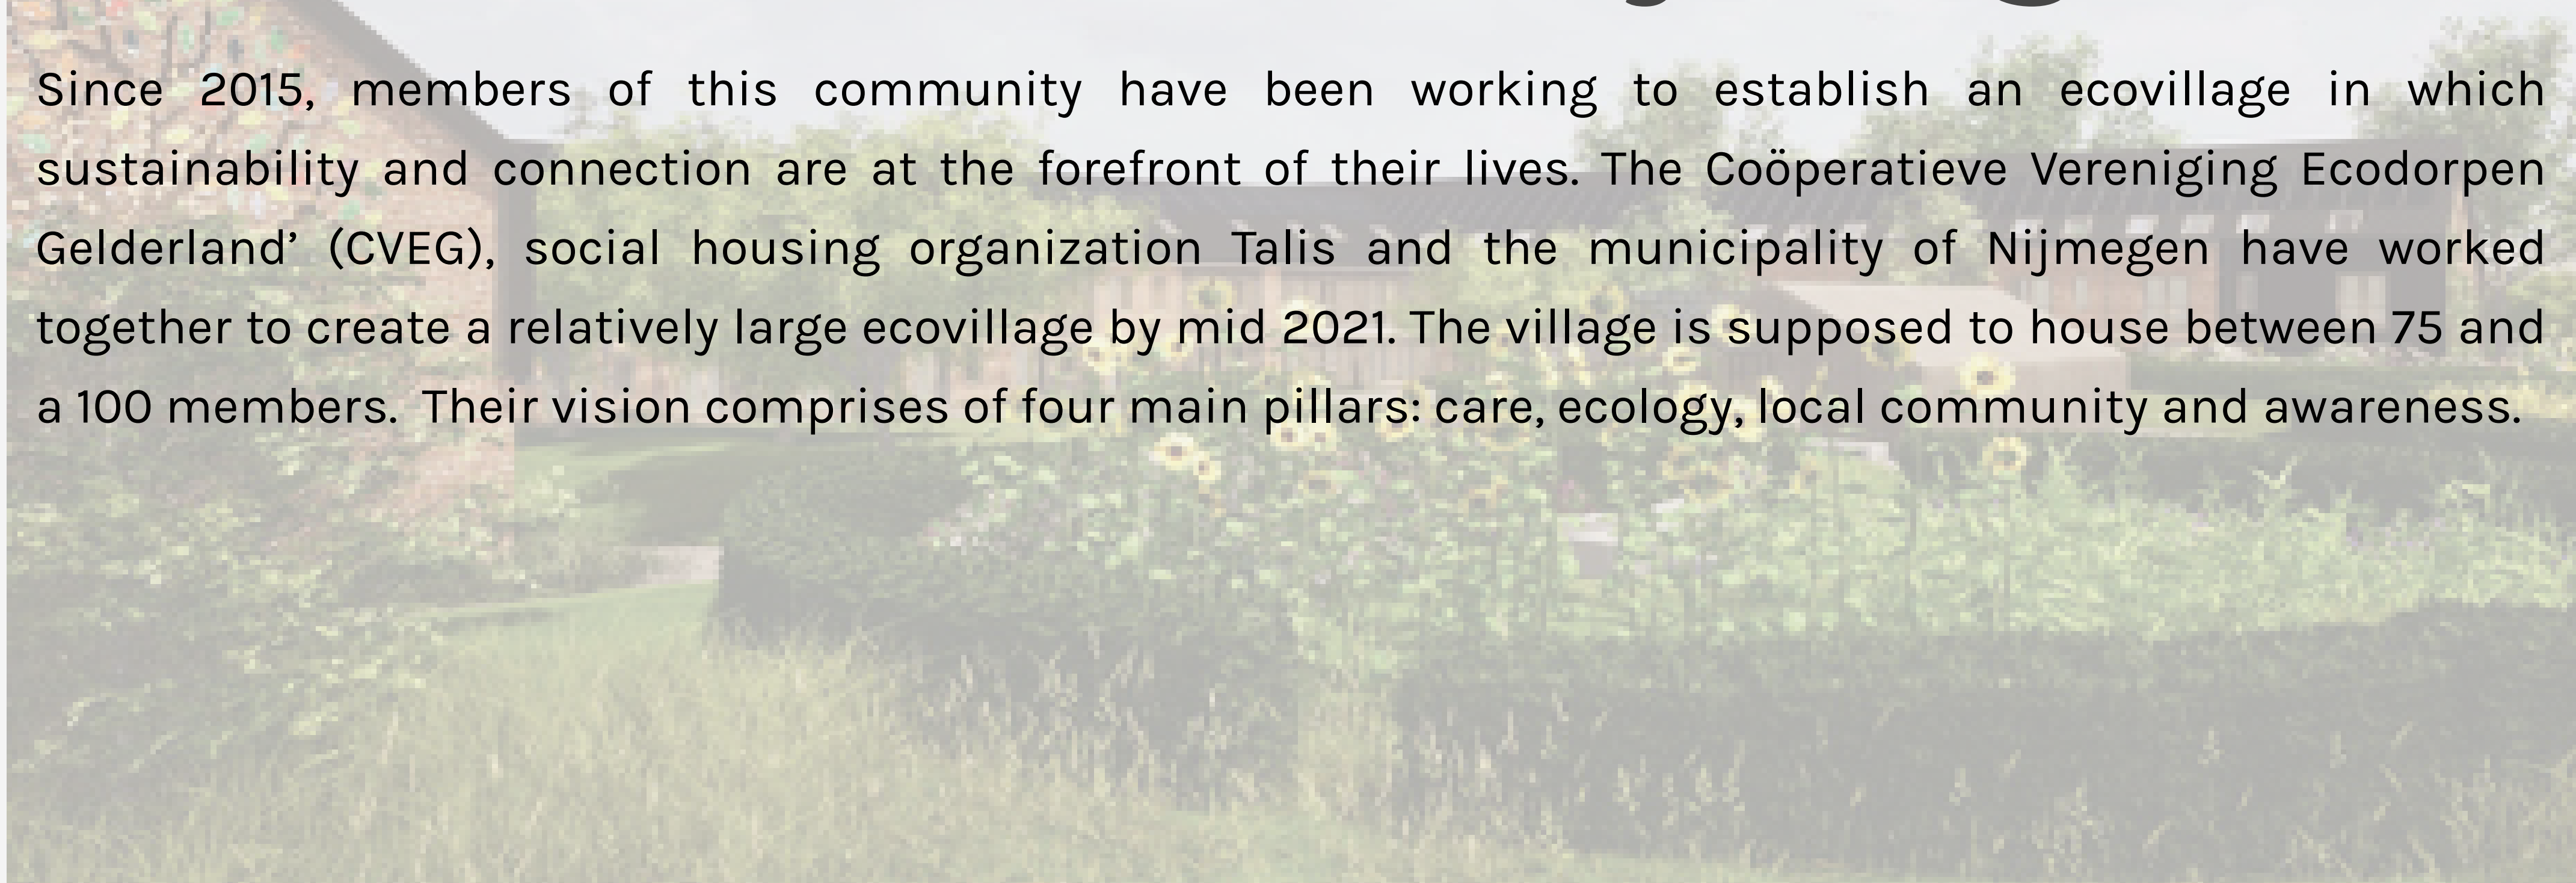 Since 2015, members of this community have been working to establish an ecovillage in which
sustainability and connection are at the forefront of their lives. The Coöperatieve Vereniging Ecodorpen
Gelderland’ (CVEG), social housing organization Talis and the municipality of Nijmegen have worked
together to create a relatively large ecovillage by mid 2021. The village is supposed to house between 75 and
a 100 members.  Their vision comprises of four main pillars: care, ecology, local community and awareness.